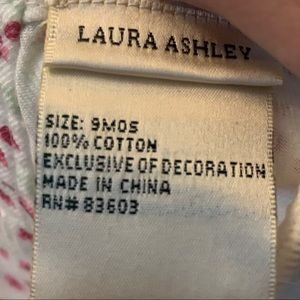 LAURA ASHLEY
SIZE: 9MOS
100% COTTON
EXCLUSIVE OF DECORATION
MADE IN CHINA
RN# 83603